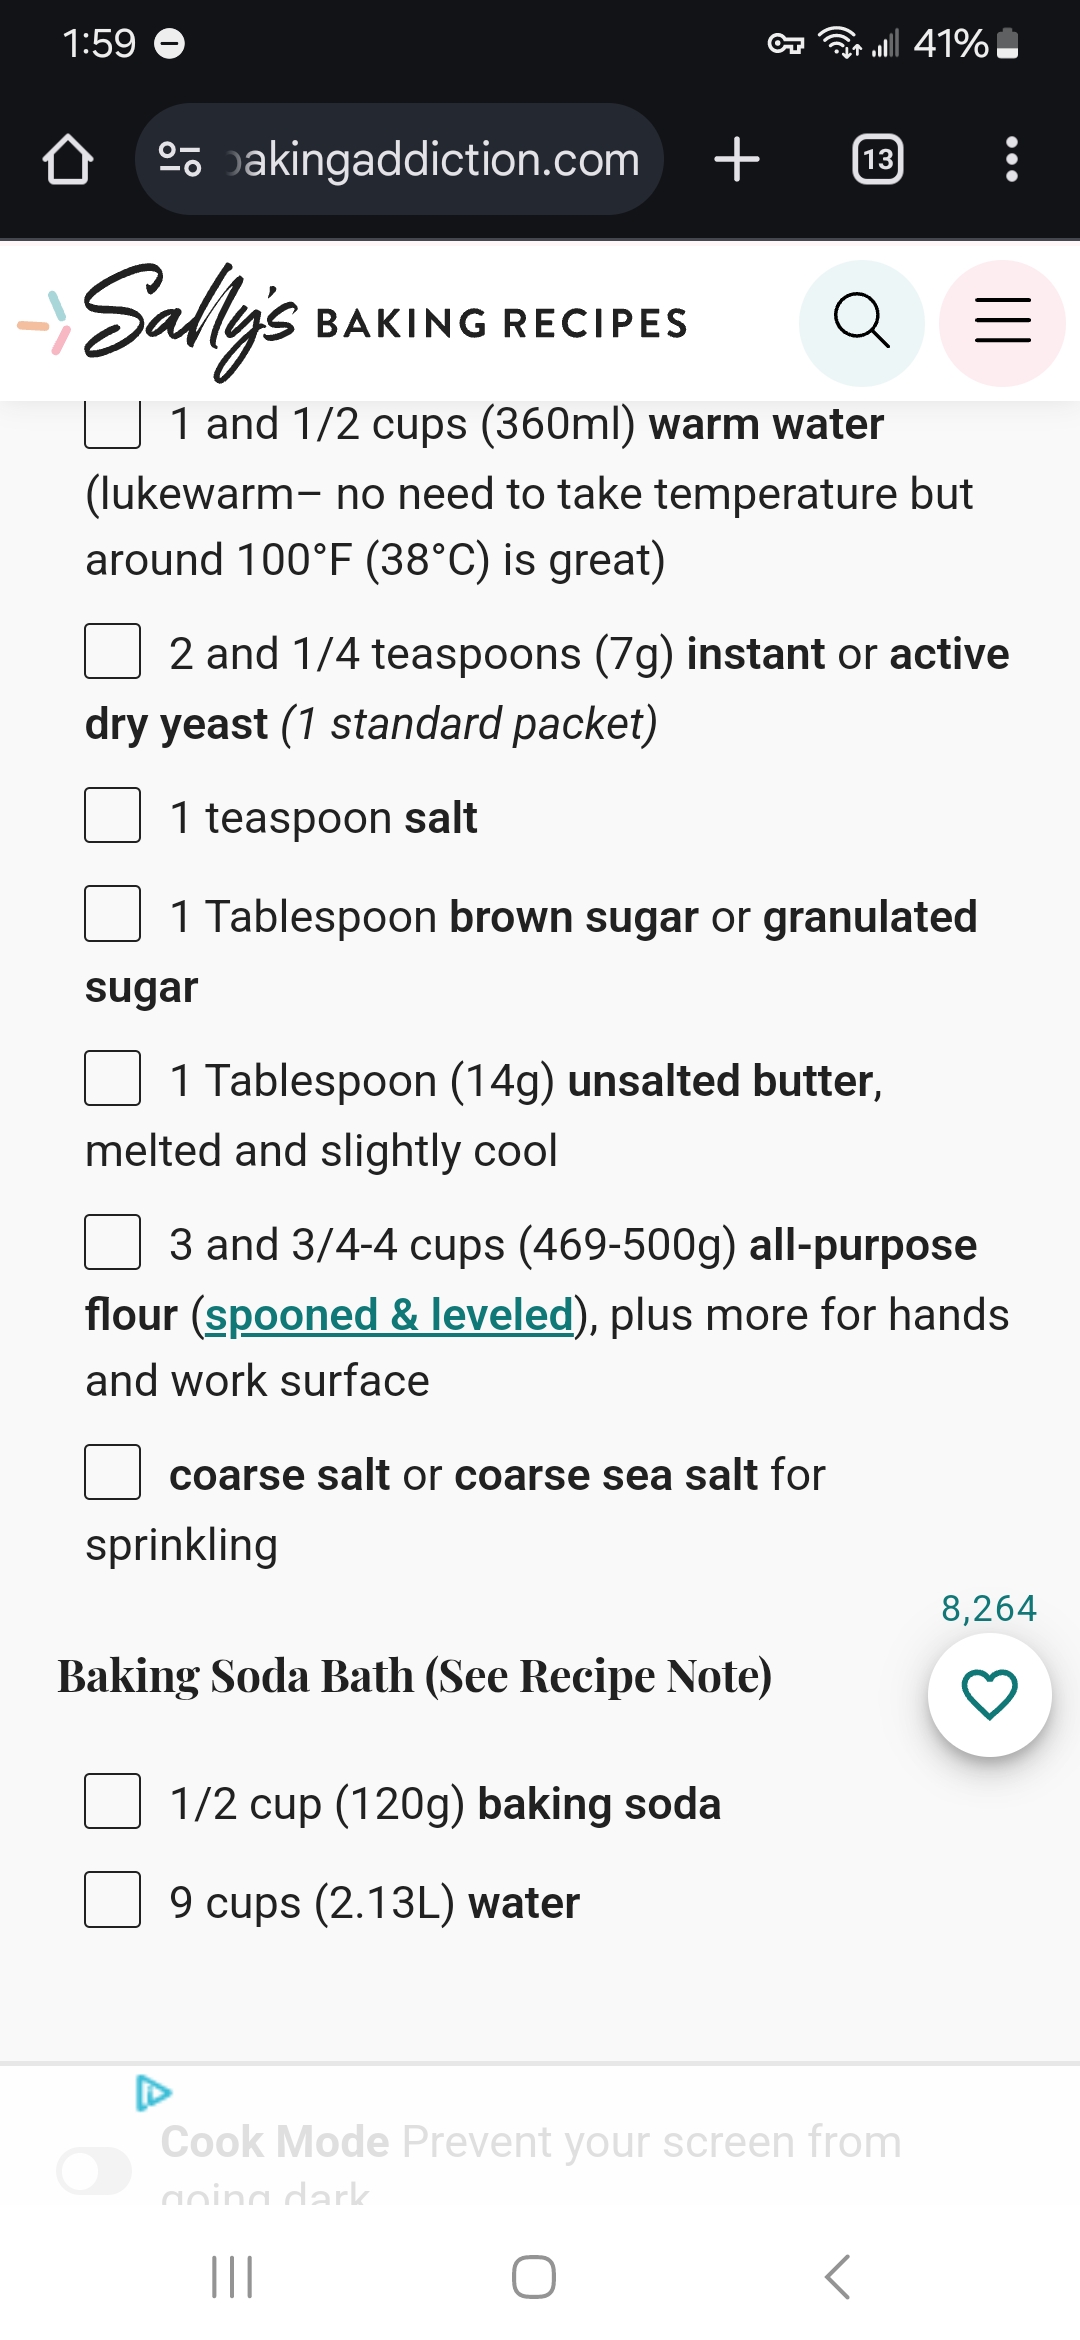 1:59
41%
bakingaddiction.com
13
Sally's BAKING RECIPES
1 and 1/2 cups (360ml) warm water
(lukewarm– no need to take temperature but
around 100°F (38°C) is great)
2 and 1/4 teaspoons (7g) instant or active
dry yeast (1 standard packet)
1 teaspoon salt
1 Tablespoon brown sugar or granulated
sugar
1 Tablespoon (14g) unsalted butter,
melted and slightly cool
3 and 3/4-4 cups (469-500g) all-purpose
flour (spooned & leveled), plus more for hands
and work surface
coarse salt or coarse sea salt for
sprinkling
8,264
Baking Soda Bath (See Recipe Note)
1/2 cup (120g) baking soda
9 cups (2.13L) water
Cook Mode Prevent your screen from
going dark